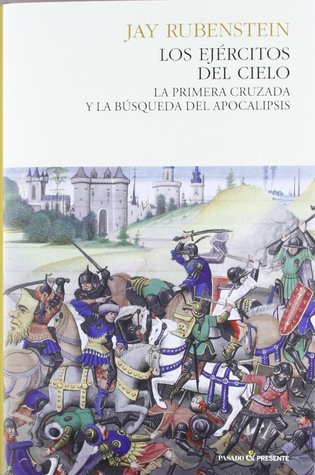 JAY RUBENSTEIN
LOS EJÉRCITOS
DEL CIELO
LA PRIMERA CRUZADA
Y LA BÚSQUEDA DEL APOCALIPSIS
PASADO & PRESENTE